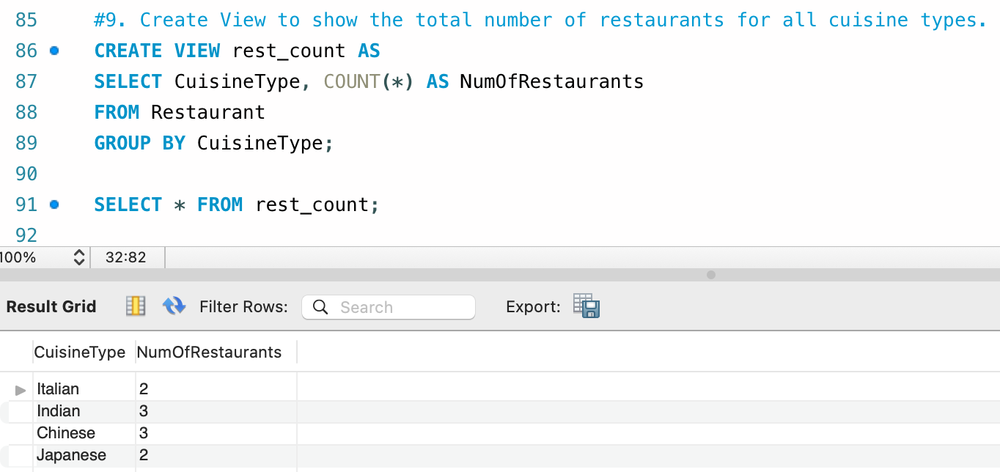 85 #9. Create View to show the total number of restaurants for all cuisine types.
86 CREATE VIEW rest_count AS
87 SELECT CuisineType, COUNT(*) AS NumOfRestaurants
88 FROM Restaurant
89 GROUP BY CuisineType;
90
91 SELECT * FROM rest_count;
92
100% 32:82
Result Grid Filter Rows: Search Export:
CuisineType NumOfRestaurants
Italian 2
Indian 3
Chinese 3
Japanese 2